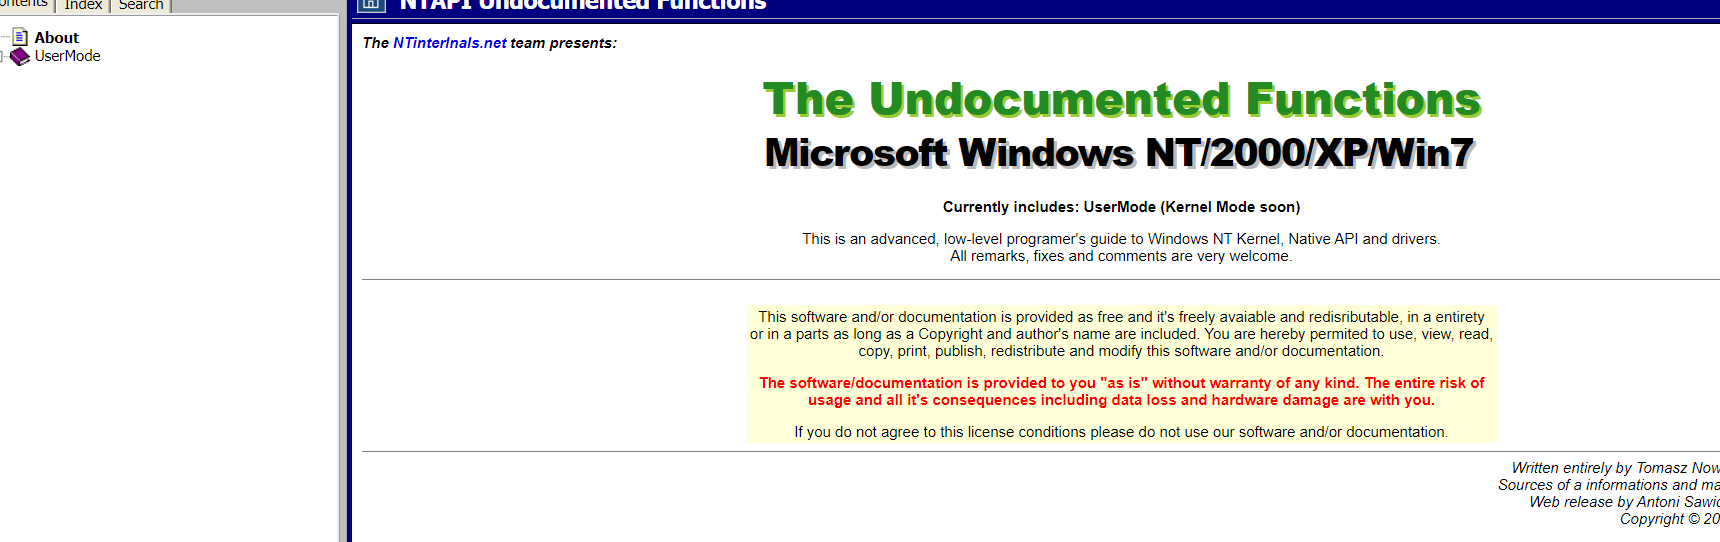 Contents
Index
Search
About
UserMode
NTAPI Undocumented Functions
The NTinterlnals.net team presents:
The Undocumented Functions
Microsoft Windows NT/2000/XP/Win7
Currently includes: UserMode (Kernel Mode soon)
This is an advanced, low-level programer's guide to Windows NT Kernel, Native API and drivers.
All remarks, fixes and comments are very welcome.
This software and/or documentation is provided as free and it's freely avaiable and redisributable, in a entirety
or in a parts as long as a Copyright and author's name are included. You are hereby permited to use, view, read,
copy, print, publish, redistribute and modify this software and/or documentation.
The software/documentation is provided to you "as is" without warranty of any kind. The entire risk of
usage and all it's consequences including data loss and hardware damage are with you.
If you do not agree to this license conditions please do not use our software and/or documentation.
Written entirely by Tomasz Now
Sources of a informations and ma
Web release by Antoni Sawic
Copyright © 20